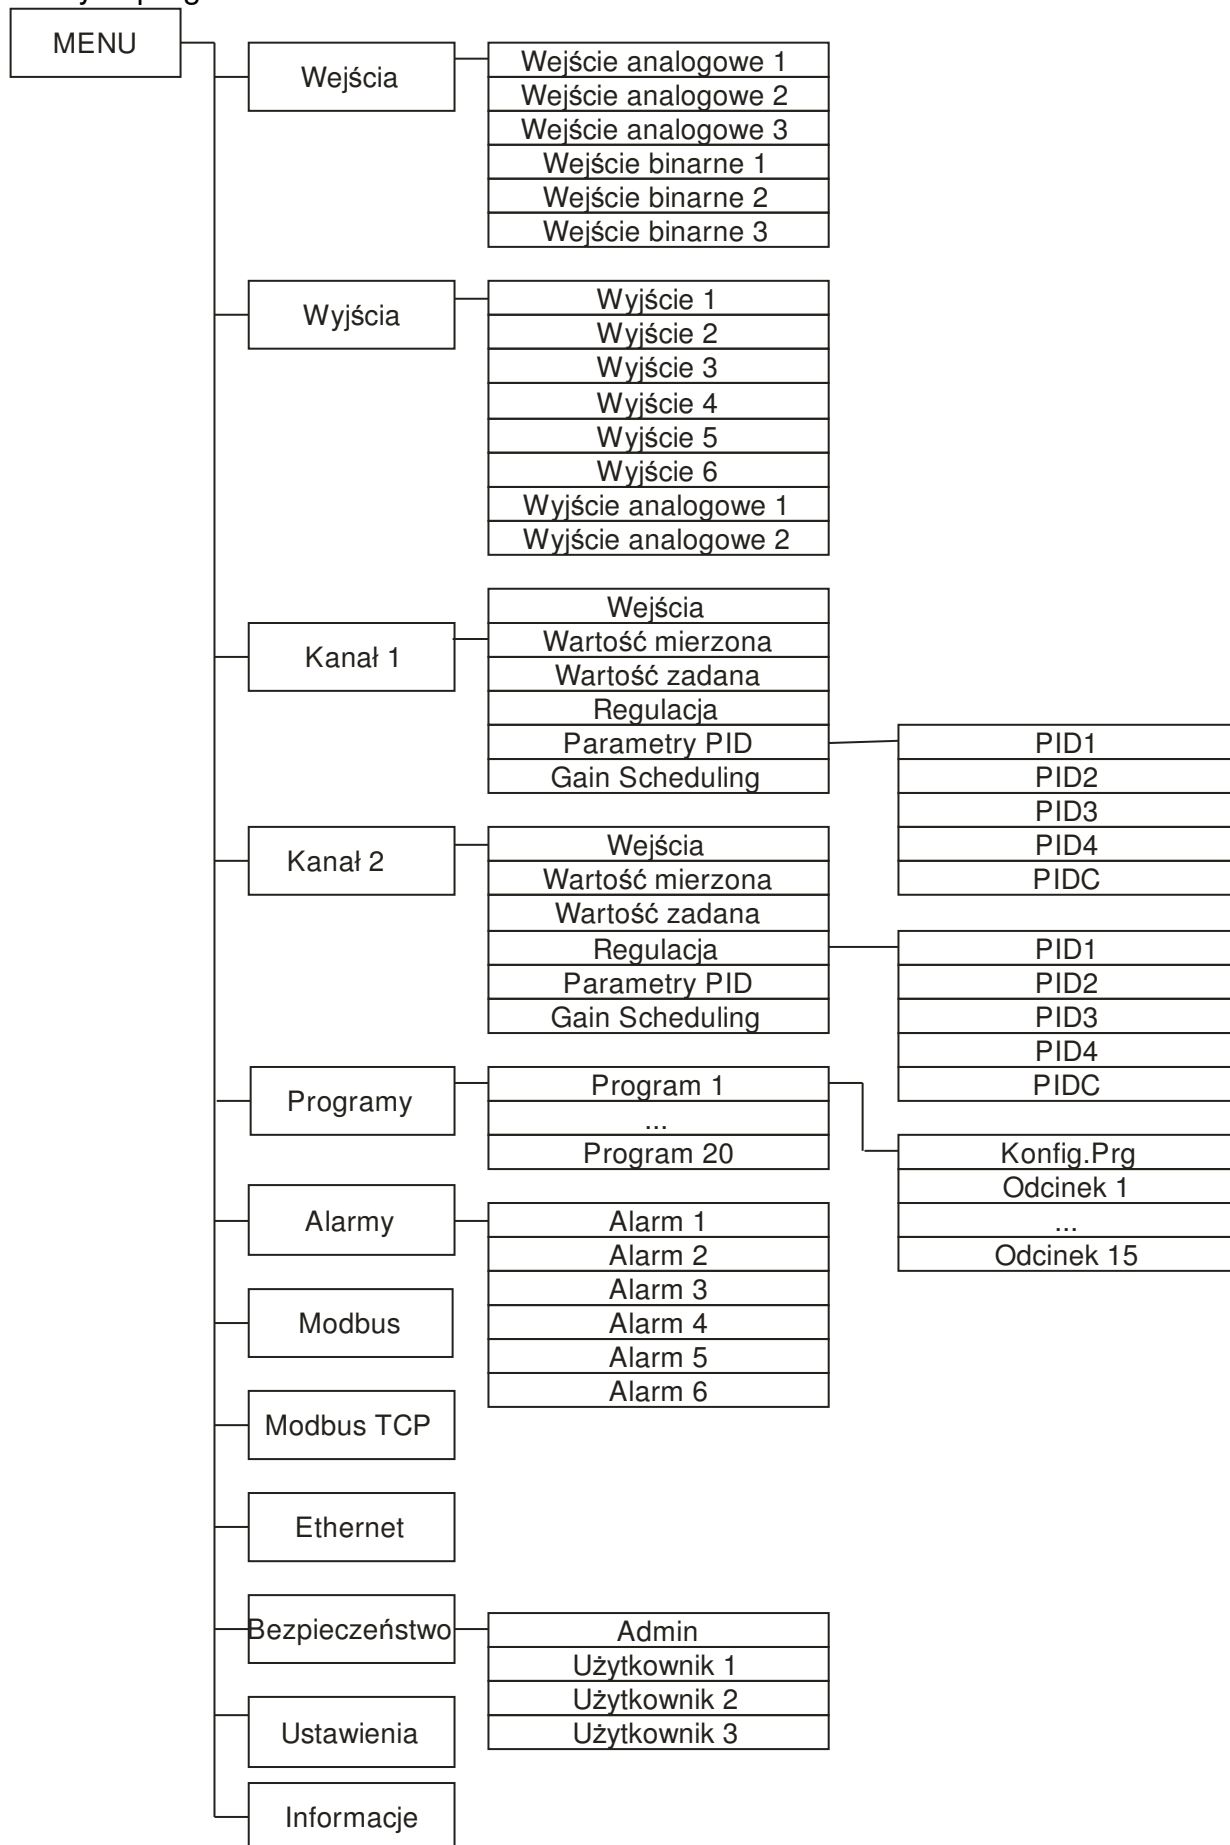 MENU
Wejścia
Wejście analogowe 1
Wejście analogowe 2
Wejście analogowe 3
Wejście binarne 1
Wejście binarne 2
Wejście binarne 3
Wyjścia
Wyjście 1
Wyjście 2
Wyjście 3
Wyjście 4
Wyjście 5
Wyjście 6
Wyjście analogowe 1
Wyjście analogowe 2
Kanał 1
Wejścia
Wartość mierzona
Wartość zadana
Regulacja
Parametry PID
Gain Scheduling
PID1
PID2
PID3
PID4
PIDC
Kanał 2
Wejścia
Wartość mierzona
Wartość zadana
Regulacja
Parametry PID
Gain Scheduling
PID1
PID2
PID3
PID4
PIDC
Programy
Program 1
...
Program 20
Konfig.Prg
Odcinek 1
...
Odcinek 15
Alarmy
Alarm 1
Alarm 2
Alarm 3
Alarm 4
Alarm 5
Alarm 6
Modbus
Modbus TCP
Ethernet
Bezpieczeństwo
Admin
Użytkownik 1
Użytkownik 2
Użytkownik 3
Ustawienia
Informacje